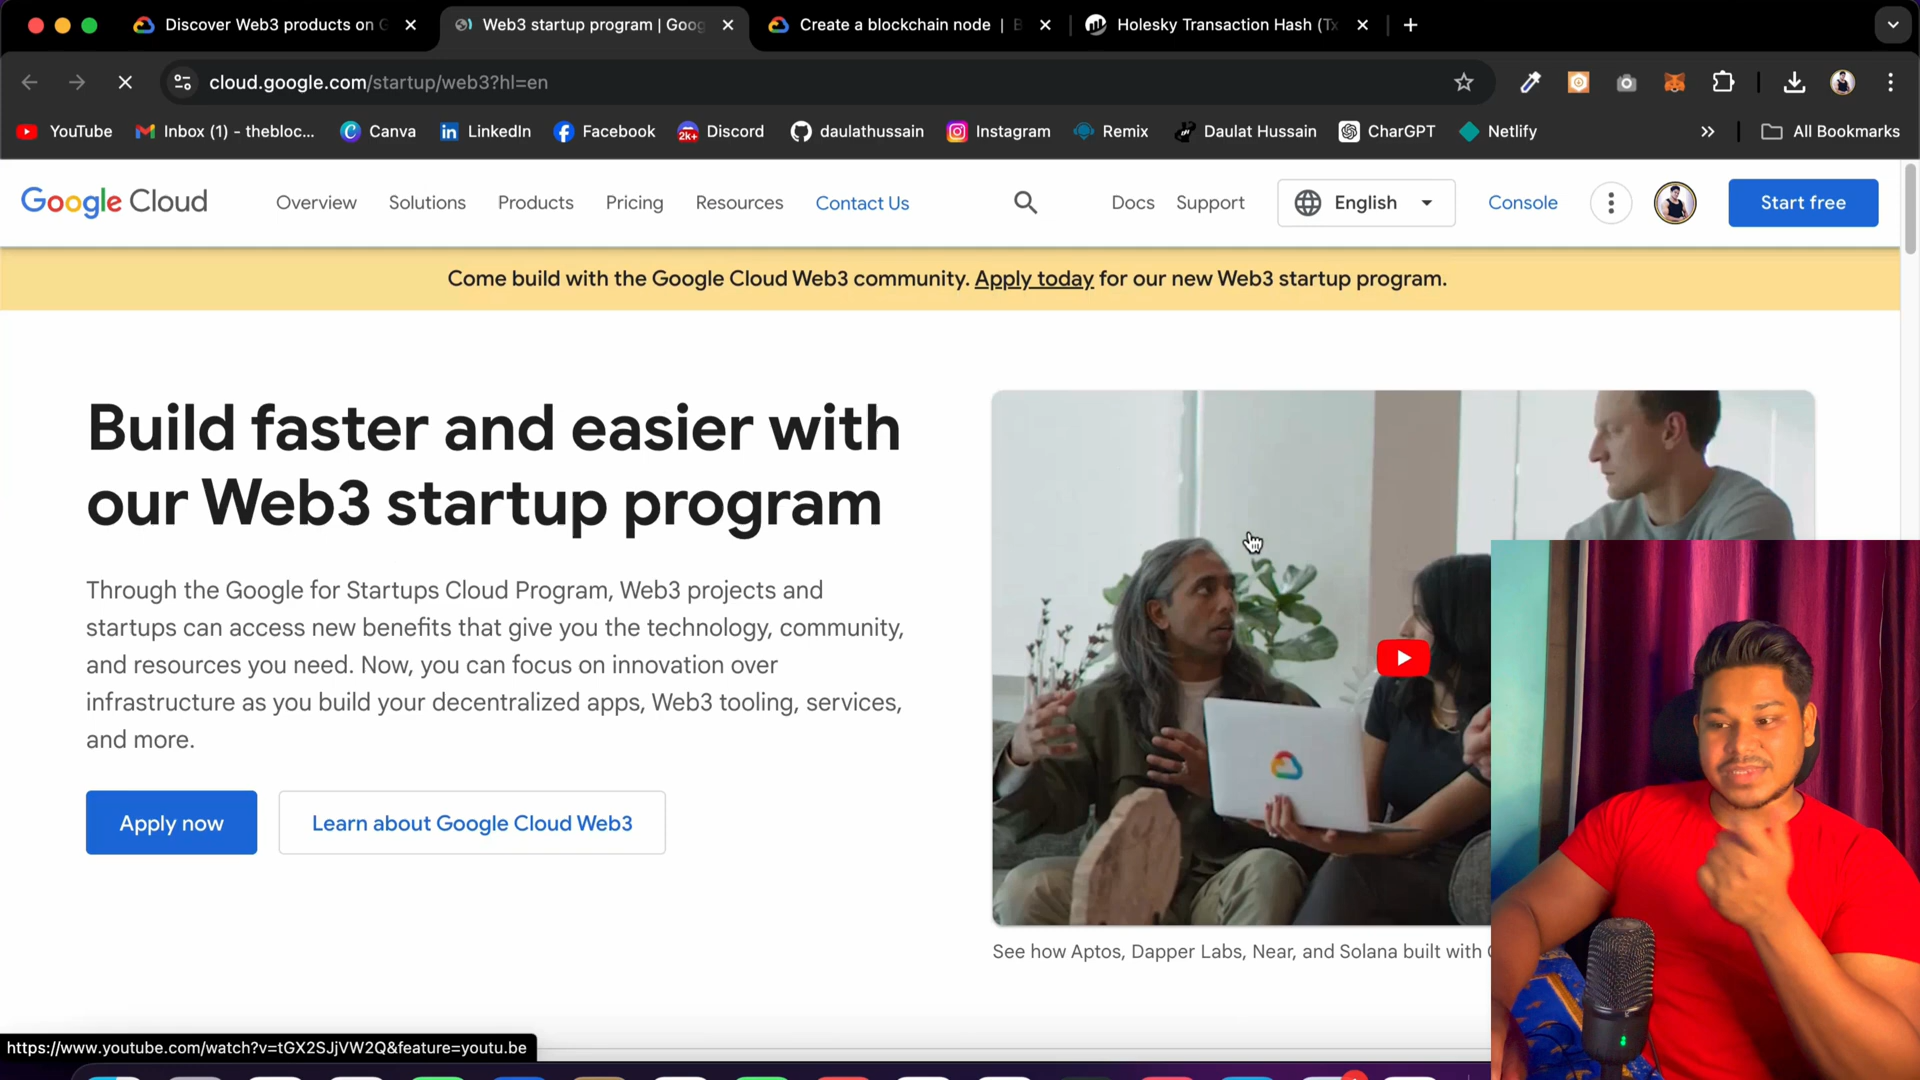 Discover Web3 products on G
Web3 startup program | Goog
Create a blockchain node | B
Holesky Transaction Hash (Tx
cloud.google.com/startup/web3?hl=en
YouTube
Inbox (1) - thebloc...
Canva
LinkedIn
Facebook
2k+
Discord
daulathussain
Instagram
Remix
Daulat Hussain
CharGPT
Netlify
All Bookmarks
Google Cloud
Overview
Solutions
Products
Pricing
Resources
Contact Us
Docs
Support
English
Console
Start free
Come build with the Google Cloud Web3 community. Apply today for our new Web3 startup program.
Build faster and easier with
our Web3 startup program
Through the Google for Startups Cloud Program, Web3 projects and
startups can access new benefits that give you the technology, community,
and resources you need. Now, you can focus on innovation over
infrastructure as you build your decentralized apps, Web3 tooling, services,
and more.
Apply now
Learn about Google Cloud Web3
See how Aptos, Dapper Labs, Near, and Solana built with
https://www.youtube.com/watch?v=tGX2SJjVW2Q&feature=youtu.be